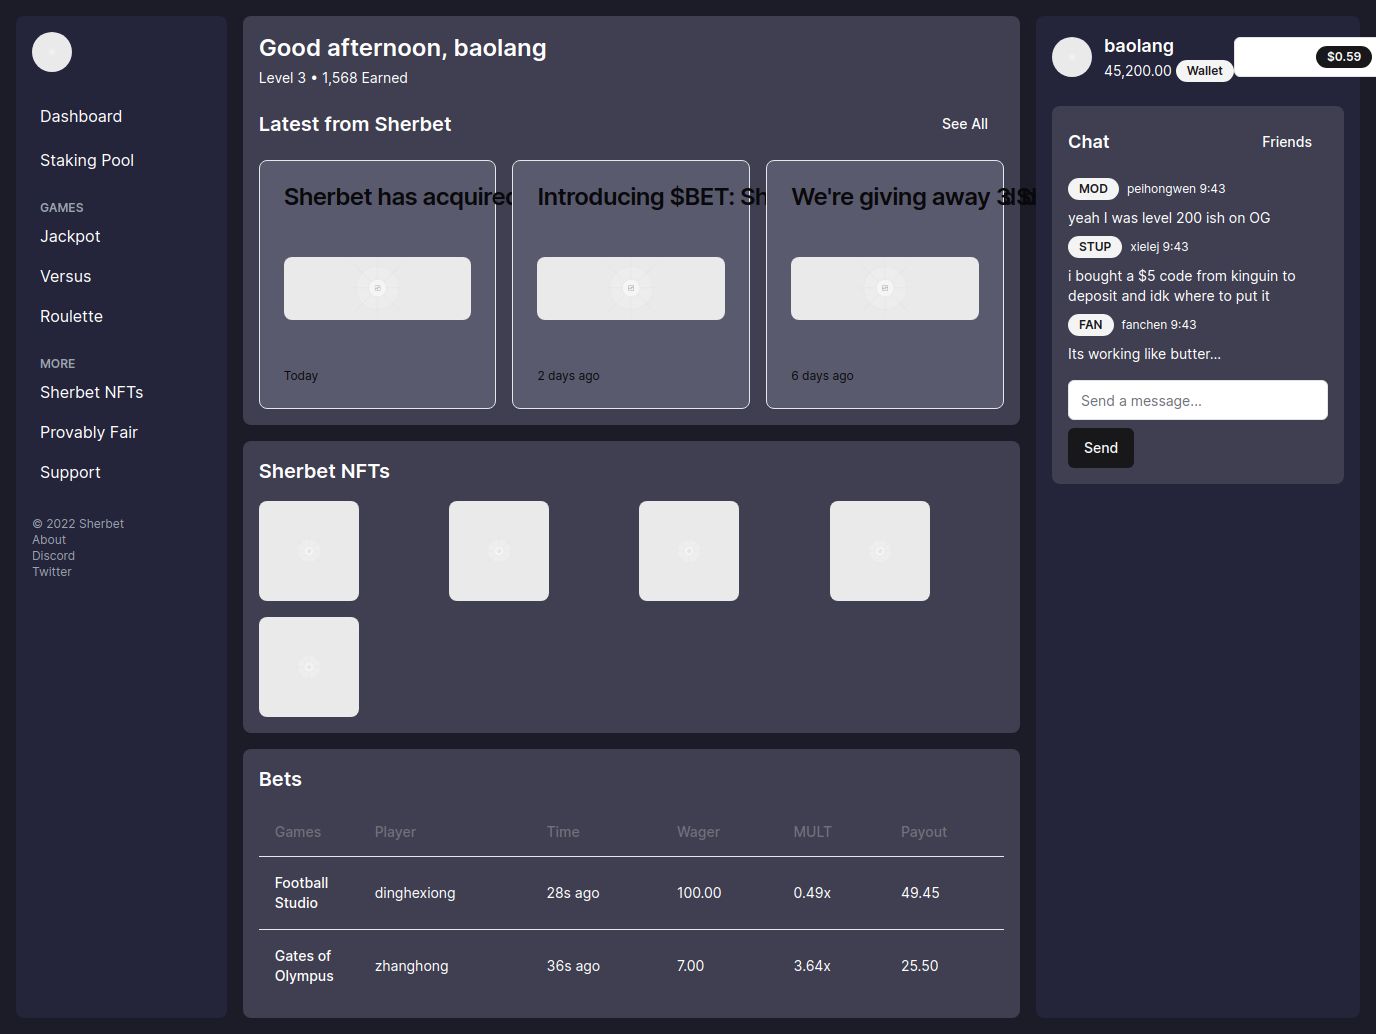 Dashboard
Staking Pool
GAMES
Jackpot
Versus
Roulette
MORE
Sherbet NFTs
Provably Fair
Support
© 2022 Sherbet
About
Discord
Twitter
Good afternoon, baolang
Level 3 • 1,568 Earned
Latest from Sherbet
See All
Sherbet has acquired
Today
Introducing $BET: Sh
2 days ago
We're giving away 3
6 days ago
Sherbet NFTs
Bets
Games Player Time Wager MULT Payout
Football
Studio
dinghexiong 28s ago 100.00 0.49x 49.45
Gates of
Olympus
zhanghong 36s ago 7.00 3.64x 25.50
baolang
45,200.00 Wallet
$0.59
Chat
Friends
MOD peihongwen 9:43
yeah I was level 200 ish on OG
STUP xielej 9:43
i bought a $5 code from kinguin to
deposit and idk where to put it
FAN fanchen 9:43
Its working like butter...
Send a message...
Send